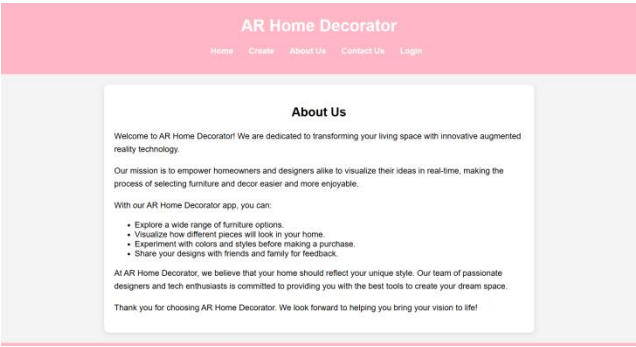 AR Home Decorator
Home Create About Us Contact Us Login
About Us
Welcome to AR Home Decorator! We are dedicated to transforming your living space with innovative augmented
reality technology.
Our mission is to empower homeowners and designers alike to visualize their ideas in real-time, making the
process of selecting furniture and decor easier and more enjoyable.
With our AR Home Decorator app, you can:
• Explore a wide range of furniture options.
• Visualize how different pieces will look in your home.
• Experiment with colors and styles before making a purchase.
• Share your designs with friends and family for feedback.
At AR Home Decorator, we believe that your home should reflect your unique style. Our team of passionate
designers and tech enthusiasts is committed to providing you with the best tools to create your dream space.
Thank you for choosing AR Home Decorator. We look forward to helping you bring your vision to life!